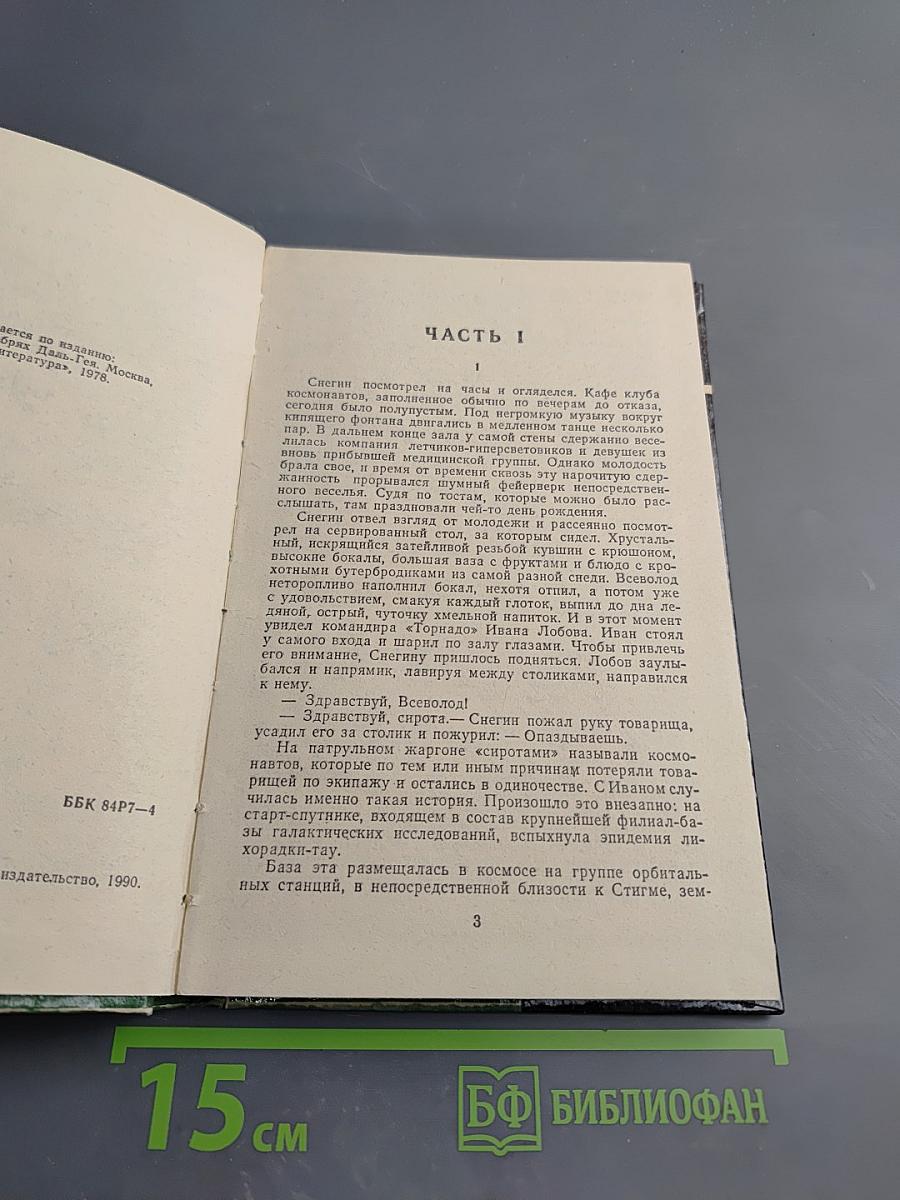 ается по изданию:
брях Даль-Гея. Москва,
итература», 1978.
ББК 84Р7—4
издательство, 1990.
ЧАСТЬ I
1
Снегин посмотрел на часы и огляделся. Кафе клуба
космонавтов, заполненное обычно по вечерам до отказа,
сегодня было полупустым. Под негромкую музыку вокруг
кипящего фонтана двигались в медленном танце несколько
пар. В дальнем конце зала у самой стены сдержанно весе-
лилась компания летчиков-гиперсветовиков и девушек из
вновь прибывшей медицинской группы. Однако молодость
брала свое, и время от времени сквозь эту нарочитую сдер-
жанность прорывался шумный фейерверк непосредствен-
ного веселья. Судя по тостам, которые можно было рас-
слышать, там праздновали чей-то день рождения.
Снегин отвел взгляд от молодежи и рассеянно посмот-
рел на сервированный стол, за которым сидел. Хрусталь-
ный, искрящийся затейливой резьбой кувшин с крюшоном,
высокие бокалы, большая ваза с фруктами и блюдо с кро-
хотными бутербродиками из самой разной снеди. Всеволод
неторопливо наполнил бокал, нехотя отпил, а потом уже
с удовольствием, смакуя каждый глоток, выпил до дна ле-
дяной, острый, чуточку хмельной напиток. И в этот момент
увидел командира «Торнадо» Ивана Лобова. Иван стоял
у самого входа и шарил по залу глазами. Чтобы привлечь
его внимание, Снегину пришлось подняться. Лобов заулы-
бался и напрямик, лавируя между столиками, направился
к нему.
— Здравствуй, Всеволод!
— Здравствуй, сирота.— Снегин пожал руку товарища,
усадил его за столик и пожурил: — Опаздываешь.
На патрульном жаргоне «сиротами» называли космо-
навтов, которые по тем или иным причинам потеряли това-
рищей по экипажу и остались в одиночестве. С Иваном слу-
чилась именно такая история. Произошло это внезапно: на
старт-спутнике, входящем в состав крупнейшей филиал-ба-
зы галактических исследований, вспыхнула эпидемия ли-
хорадки-тау.
База эта размещалась в космосе на группе орбиталь-
ных станций, в непосредственной близости к Стигме, зем-
3
15 см
БФ БИБЛИОФАН